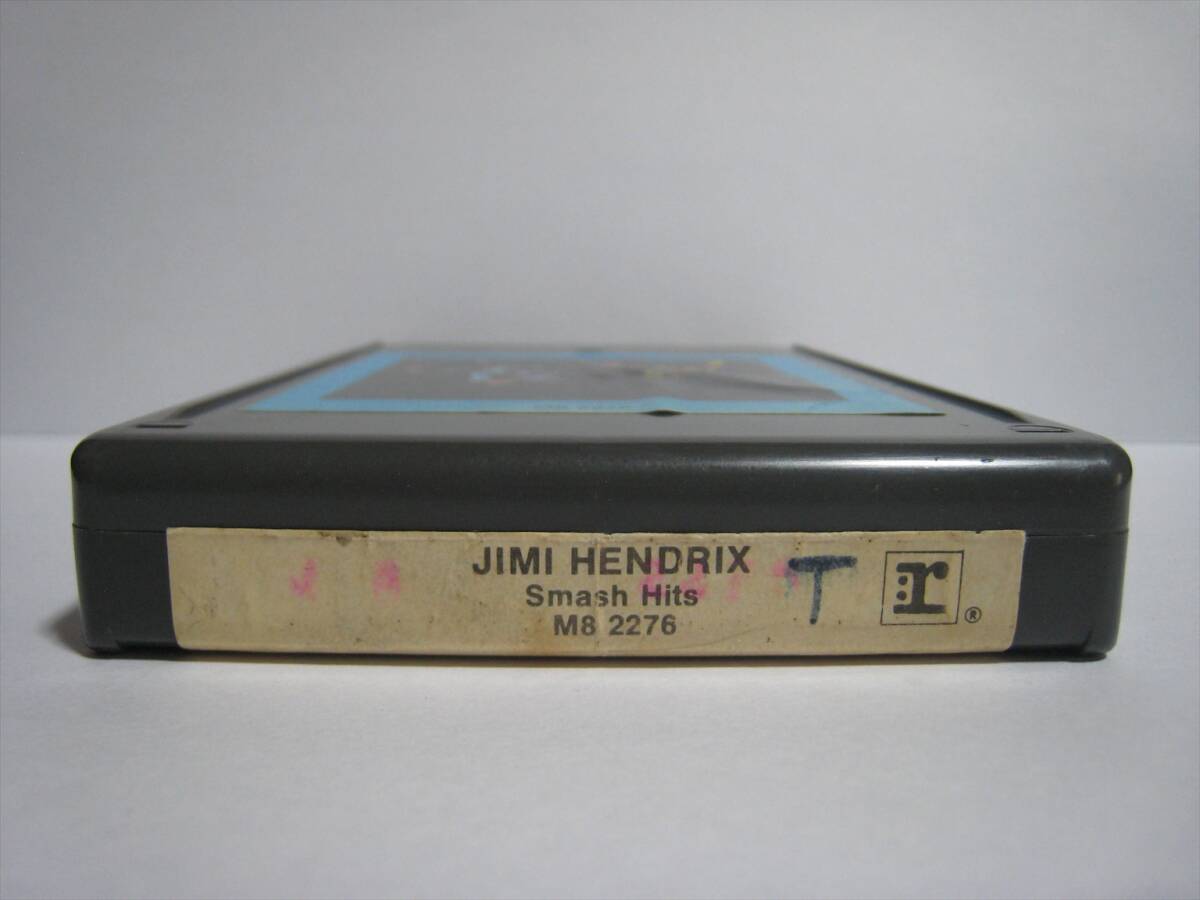 JIMI HENDRIX
Smash Hits
M8 2276
T
:r
®